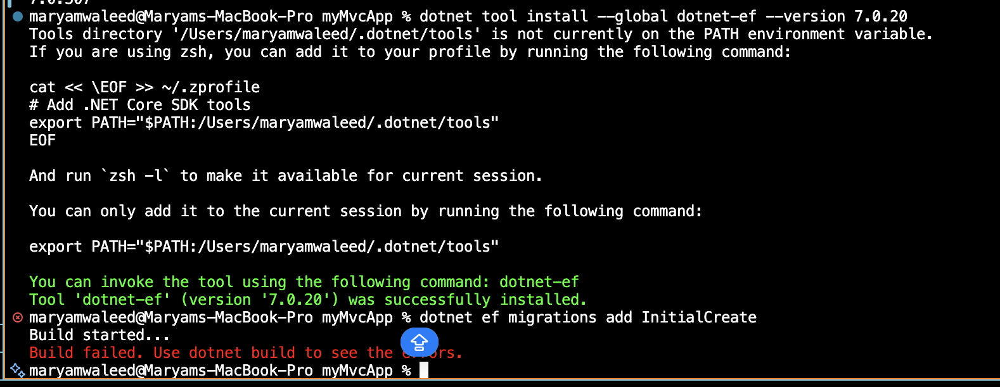 7.0.307
maryamwaleed@Maryams-MacBook-Pro myMvcApp % dotnet tool install --global dotnet-ef --version 7.0.20
Tools directory '/Users/maryamwaleed/.dotnet/tools' is not currently on the PATH environment variable.
If you are using zsh, you can add it to your profile by running the following command:

cat << \EOF >> ~/.zprofile
# Add .NET Core SDK tools
export PATH="$PATH:/Users/maryamwaleed/.dotnet/tools"
EOF

And run `zsh -l` to make it available for current session.

You can only add it to the current session by running the following command:

export PATH="$PATH:/Users/maryamwaleed/.dotnet/tools"

You can invoke the tool using the following command: dotnet-ef
Tool 'dotnet-ef' (version '7.0.20') was successfully installed.
maryamwaleed@Maryams-MacBook-Pro myMvcApp % dotnet ef migrations add InitialCreate
Build started...
Build failed. Use dotnet build to see the errors.
maryamwaleed@Maryams-MacBook-Pro myMvcApp %